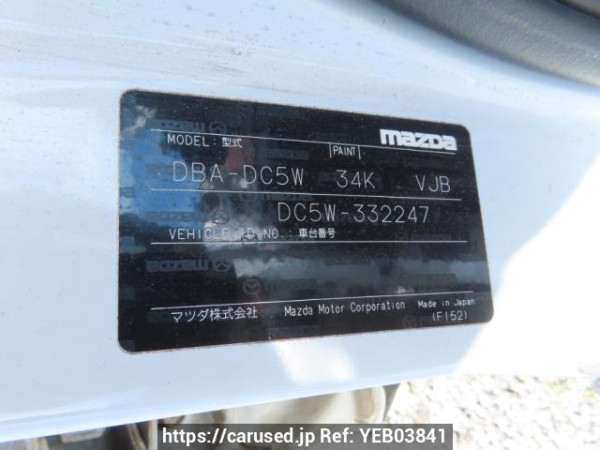 mazda
MODEL: 型式 PAINT
DBA-DC5W 34K VJB
DC5W-332247
VEHICLE ID NO.: 車台番号
マツダ株式会社 Mazda Motor Corporation Made in Japan
(F152)
https://carused.jp Ref: YEB03841